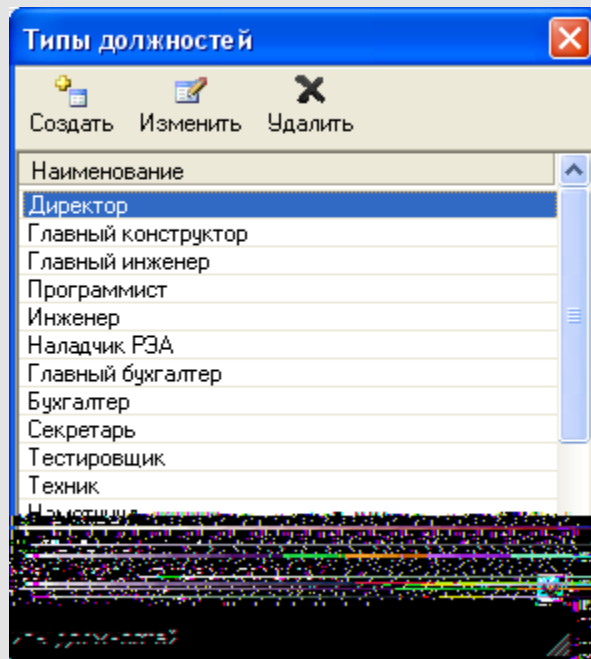 Типы должностей
Создать Изменить Удалить
Наименование
Директор
Главный конструктор
Главный инженер
Программист
Инженер
Наладчик РЗА
Главный бухгалтер
Бухгалтер
Секретарь
Тестировщик
Техник